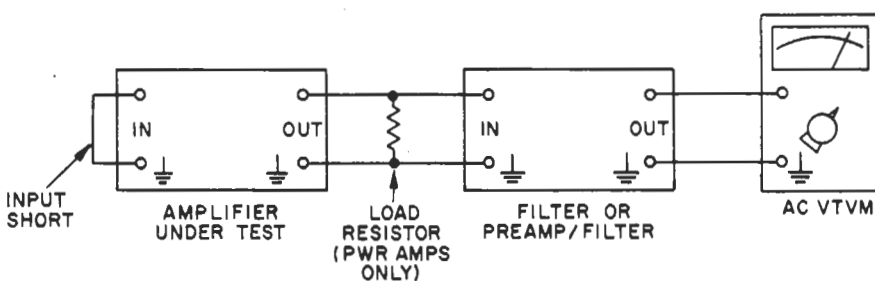 IN
OUT
IN
OUT
INPUT
SHORT
AMPLIFIER
UNDER TEST
LOAD
RESISTOR
(PWR AMPS
ONLY)
FILTER OR
PREAMP/FILTER
AC VTVM